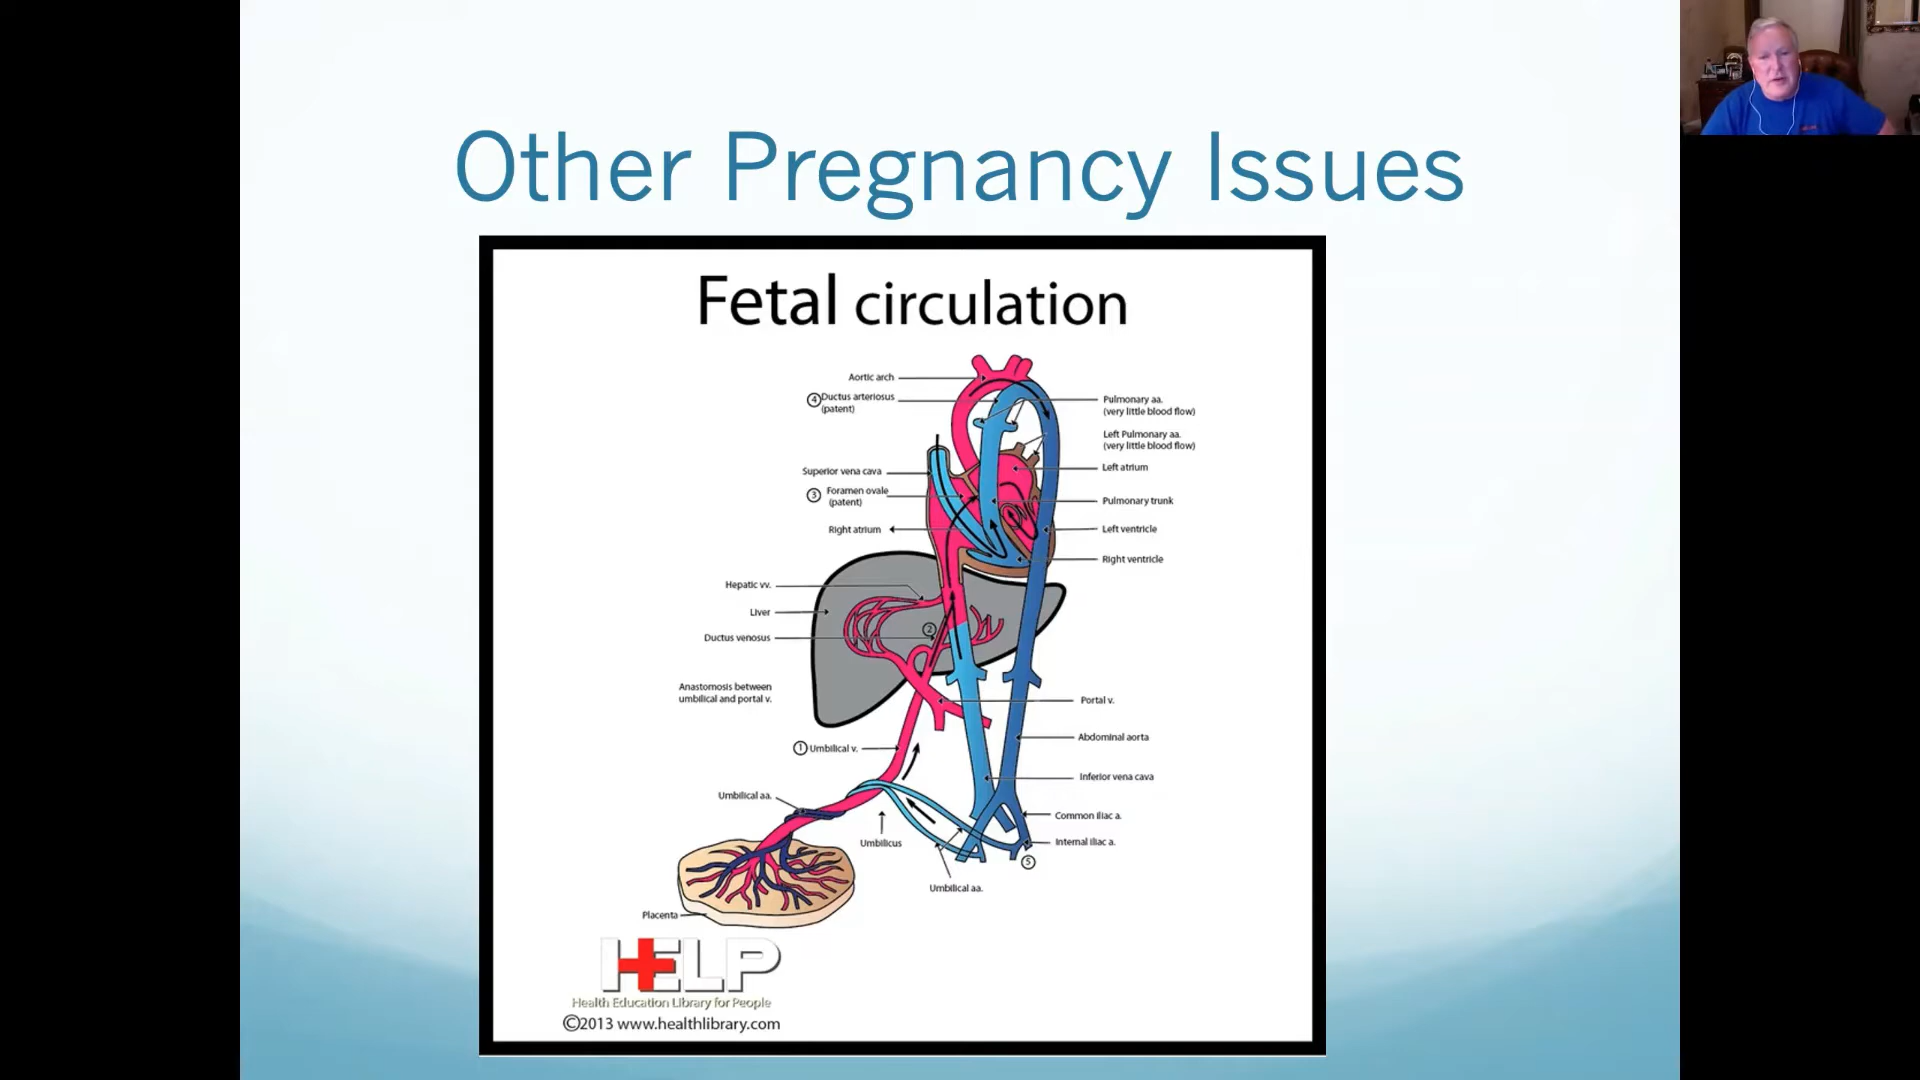 Other Pregnancy Issues
Fetal circulation
Aortic arch
4 Ductus arteriosus
(patent)
Pulmonary aa.
(very little blood flow)
Left Pulmonary aa.
(very little blood flow)
Superior vena cava
Left atrium
3 Foramen ovale
(patent)
Pulmonary trunk
Right atrium
Left ventricle
Right ventricle
Hepatic vv.
Liver
2
Ductus venosus
Anastomosis between
umbilical and portal v.
Portal v.
1 Umbilical v.
Abdominal aorta
Inferior vena cava
Umbilical aa.
Common iliac a.
Umbilicus
Internal iliac a.
5
Umbilical aa.
Placenta
HELP
Health Education Library for People
©2013 www.healthlibrary.com